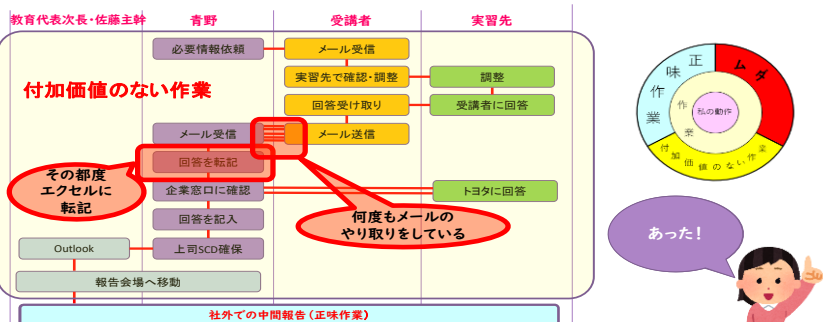 教育代表次長・佐藤主幹
青野
受講者
実習先
必要情報依頼
メール受信
付加価値のない作業
実習先で確認・調整
調整
回答受け取り
受講者に回答
メール受信
メール送信
回答を転記
その都度
エクセルに
転記
企業窓口に確認
トヨタに回答
回答を記入
何度もメールの
やり取りをしている
Outlook
上司SCD確保
報告会場へ移動
社外での中間報告(正味作業)
正味作業
ムダ
作業
私の動作
付加価値のない作業
あった!